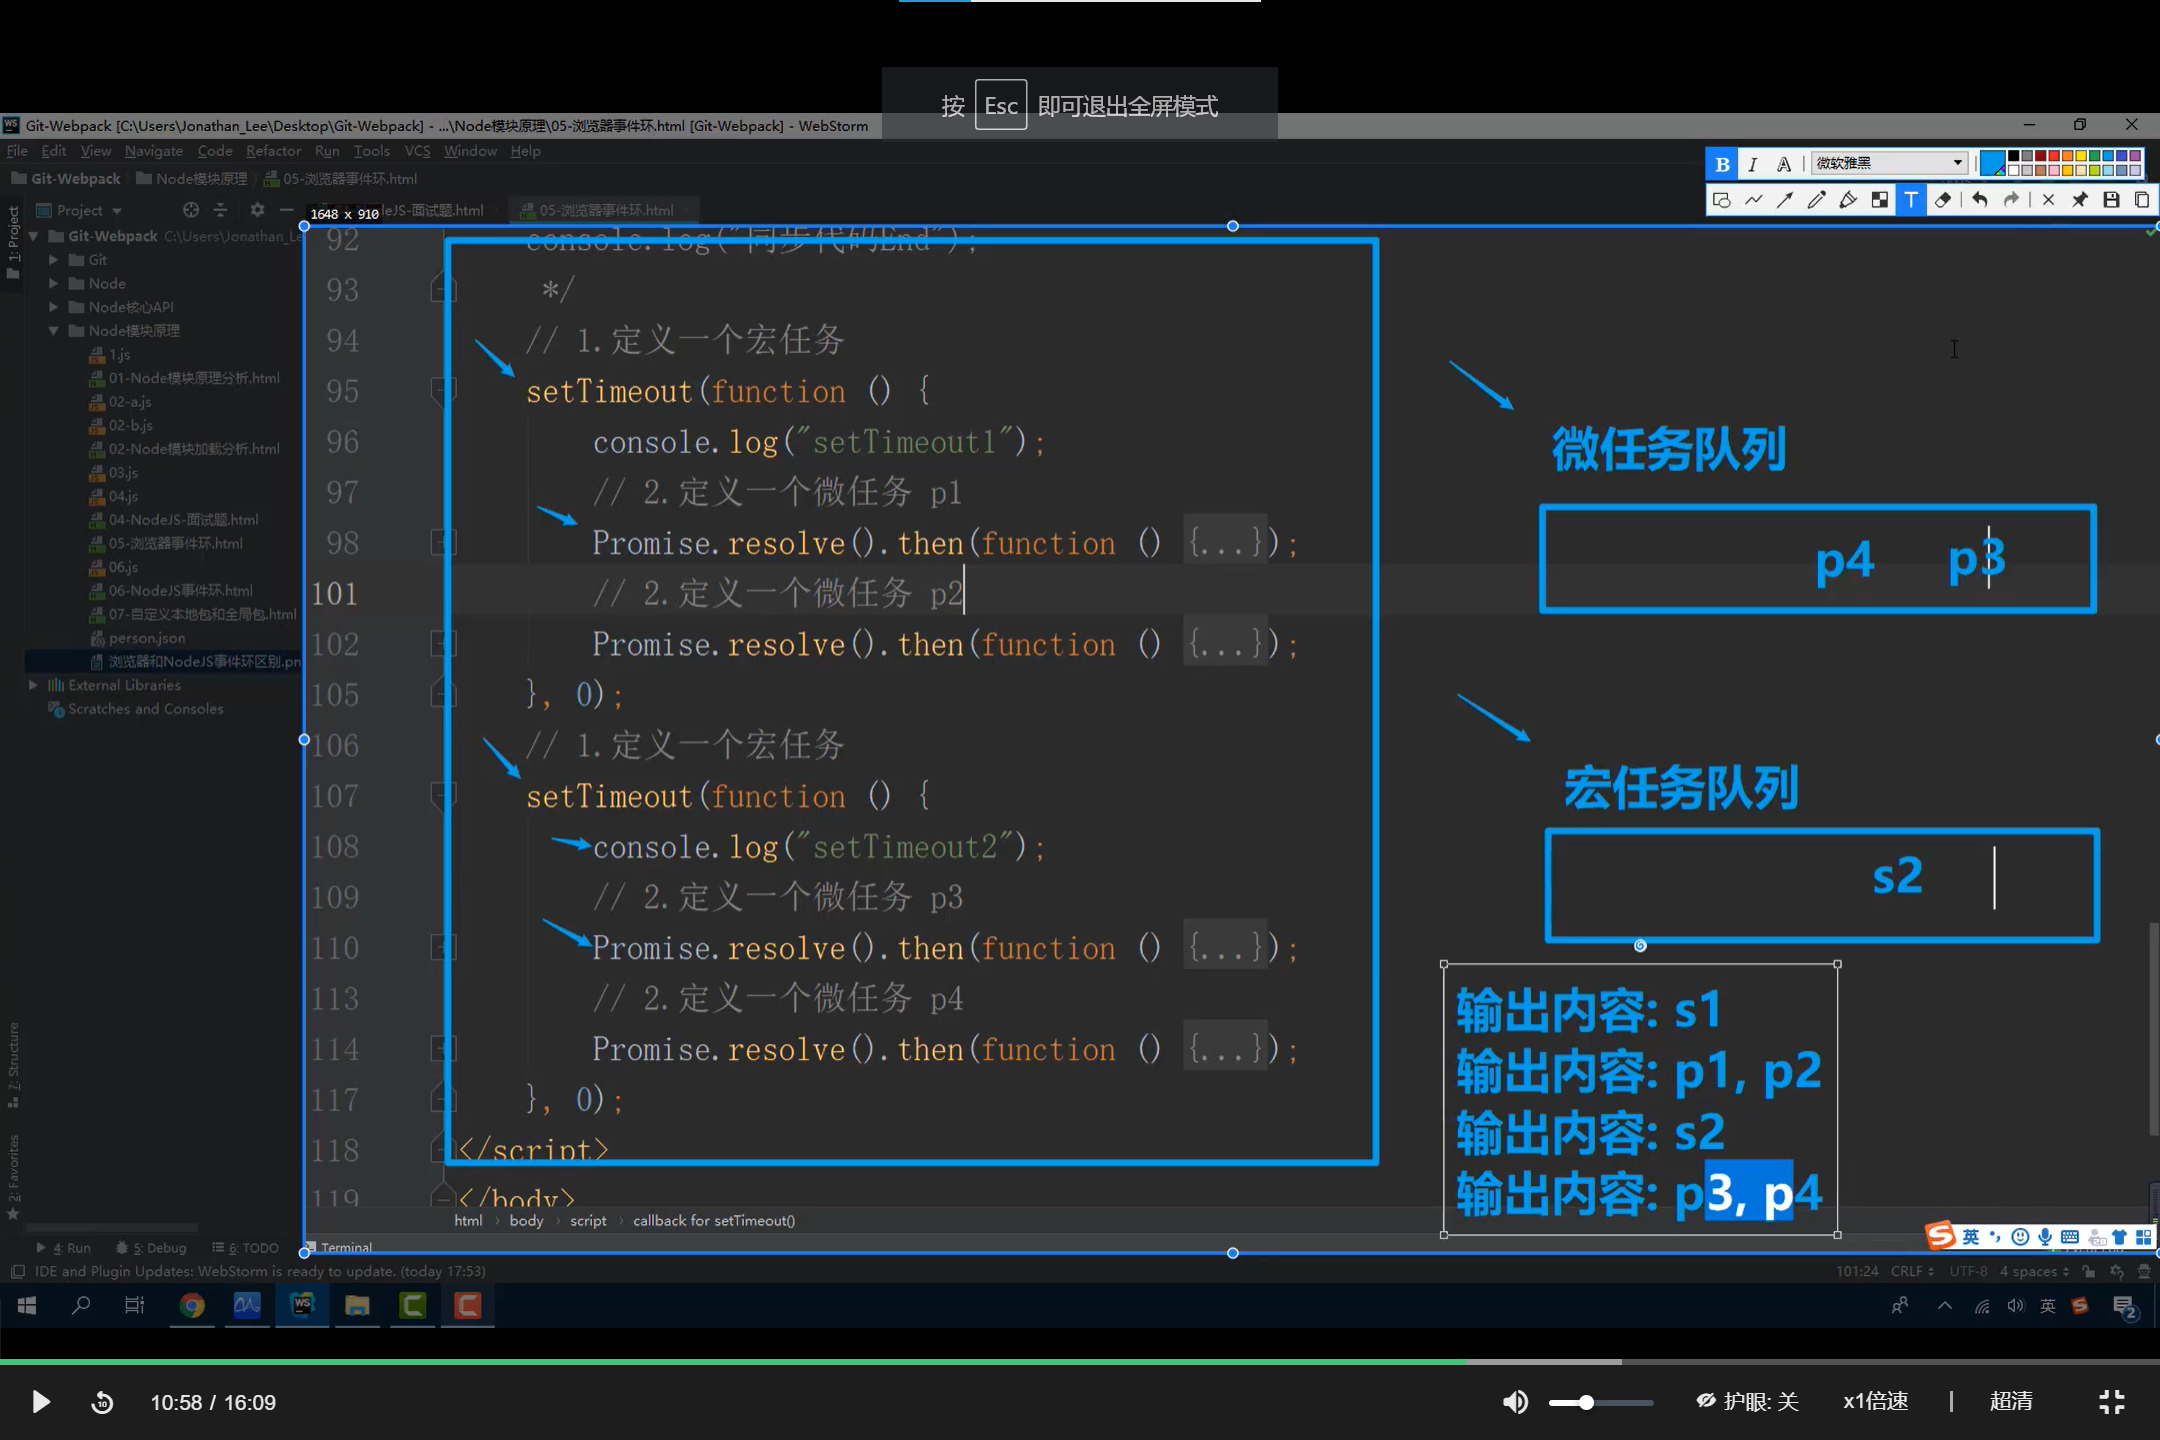 按 Esc 即可退出全屏模式
Git-Webpack [C:\Users\Jonathan_Lee\Desktop\Git-Webpack] - ...\Node模块原理\05-浏览器事件环.html [Git-Webpack] - WebStorm
File Edit View Navigate Code Refactor Run Tools VCS Window Help
B I A 微软雅黑
Git-Webpack Node模块原理 05-浏览器事件环.html
T
1: Project
Project
1648 x 910
eJS-面试题.html
05-浏览器事件环.html
Git-Webpack C:\Users\Jonathan_Le
Git
Node
Node核心API
Node模块原理
1.js
01-Node模块原理分析.html
02-a.js
02-b.js
02-Node模块加载分析.html
03.js
04.js
04-NodeJS-面试题.html
05-浏览器事件环.html
06.js
06-NodeJS事件环.html
07-自定义本地包和全局包.html
person.json
浏览器和NodeJS事件环区别.pn
External Libraries
Scratches and Consoles
7: Structure
2: Favorites
92 console.log("同步代码End");
93 */
94 // 1.定义一个宏任务
95 setTimeout(function () {
96 console.log("setTimeout1");
97 // 2.定义一个微任务 p1
98 Promise.resolve().then(function () {...});
101 // 2.定义一个微任务 p2
102 Promise.resolve().then(function () {...});
105 }, 0);
106 // 1.定义一个宏任务
107 setTimeout(function () {
108 console.log("setTimeout2");
109 // 2.定义一个微任务 p3
110 Promise.resolve().then(function () {...});
113 // 2.定义一个微任务 p4
114 Promise.resolve().then(function () {...});
117 }, 0);
118 </script>
119 </body>
微任务队列
p4 p3
宏任务队列
s2
输出内容: s1
输出内容: p1, p2
输出内容: s2
输出内容: p3, p4
html › body › script › callback for setTimeout()
英
4: Run 5: Debug 6: TODO Terminal
IDE and Plugin Updates: WebStorm is ready to update. (today 17:53)
101:24 CRLF UTF-8 4 spaces
WS
英
2
10
10:58 / 16:09
护眼: 关 x1倍速 | 超清